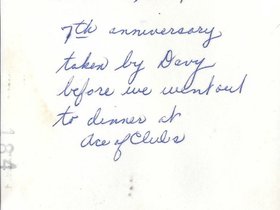 7th anniversary
taken by Davy
before we went out
to dinner at
Ace of Clubs